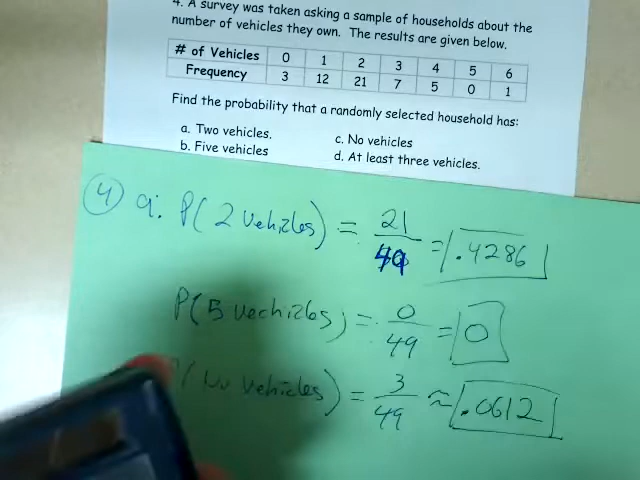 4. A survey was taken asking a sample of households about the
number of vehicles they own. The results are given below.
# of Vehicles 0 1 2 3 4 5 6
Frequency 3 12 21 7 5 0 1
Find the probability that a randomly selected household has:
a. Two vehicles. c. No vehicles
b. Five vehicles d. At least three vehicles.
4 a. P(2 Vehicles) = 21/49 = .4286
P(5 Vechicles) = 0/49 = 0
(No Vehicles) = 3/49 ≈ .0612